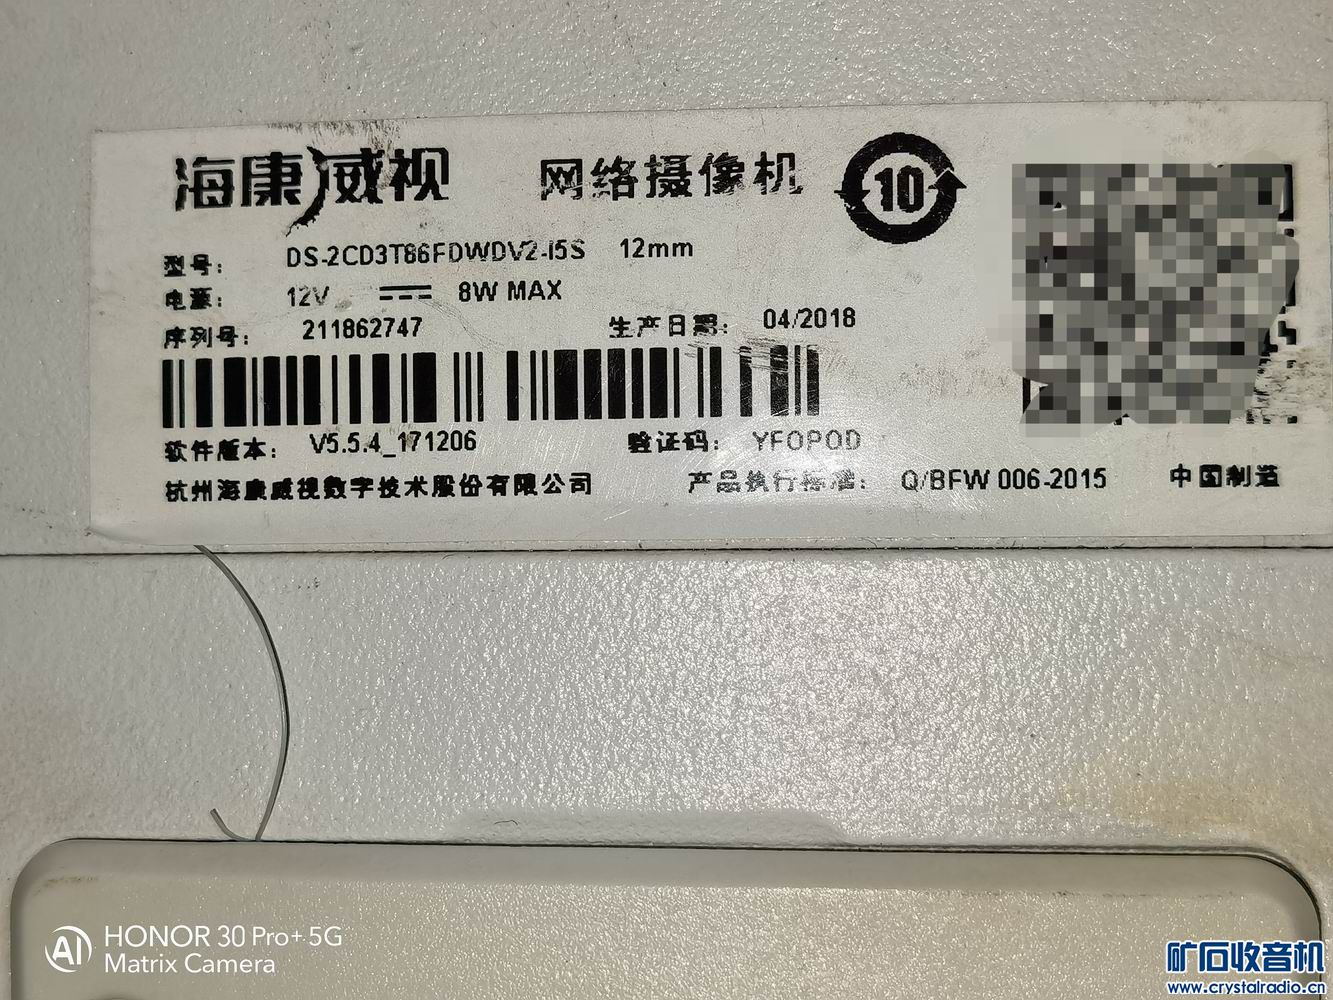 海康威视 网络摄像机 10
型号: DS-2CD3T86FDWDV2-I5S 12mm
电源: 12V 8W MAX
序列号: 211862747 生产日期: 04/2018
软件版本: V5.5.4_171206 验证码: YFOPOD
杭州海康威视数字技术股份有限公司 产品执行标准: Q/BFW 006-2015 中国制造
AI HONOR 30 Pro+ 5G
Matrix Camera
矿石收音机
www.crystalradio.cn